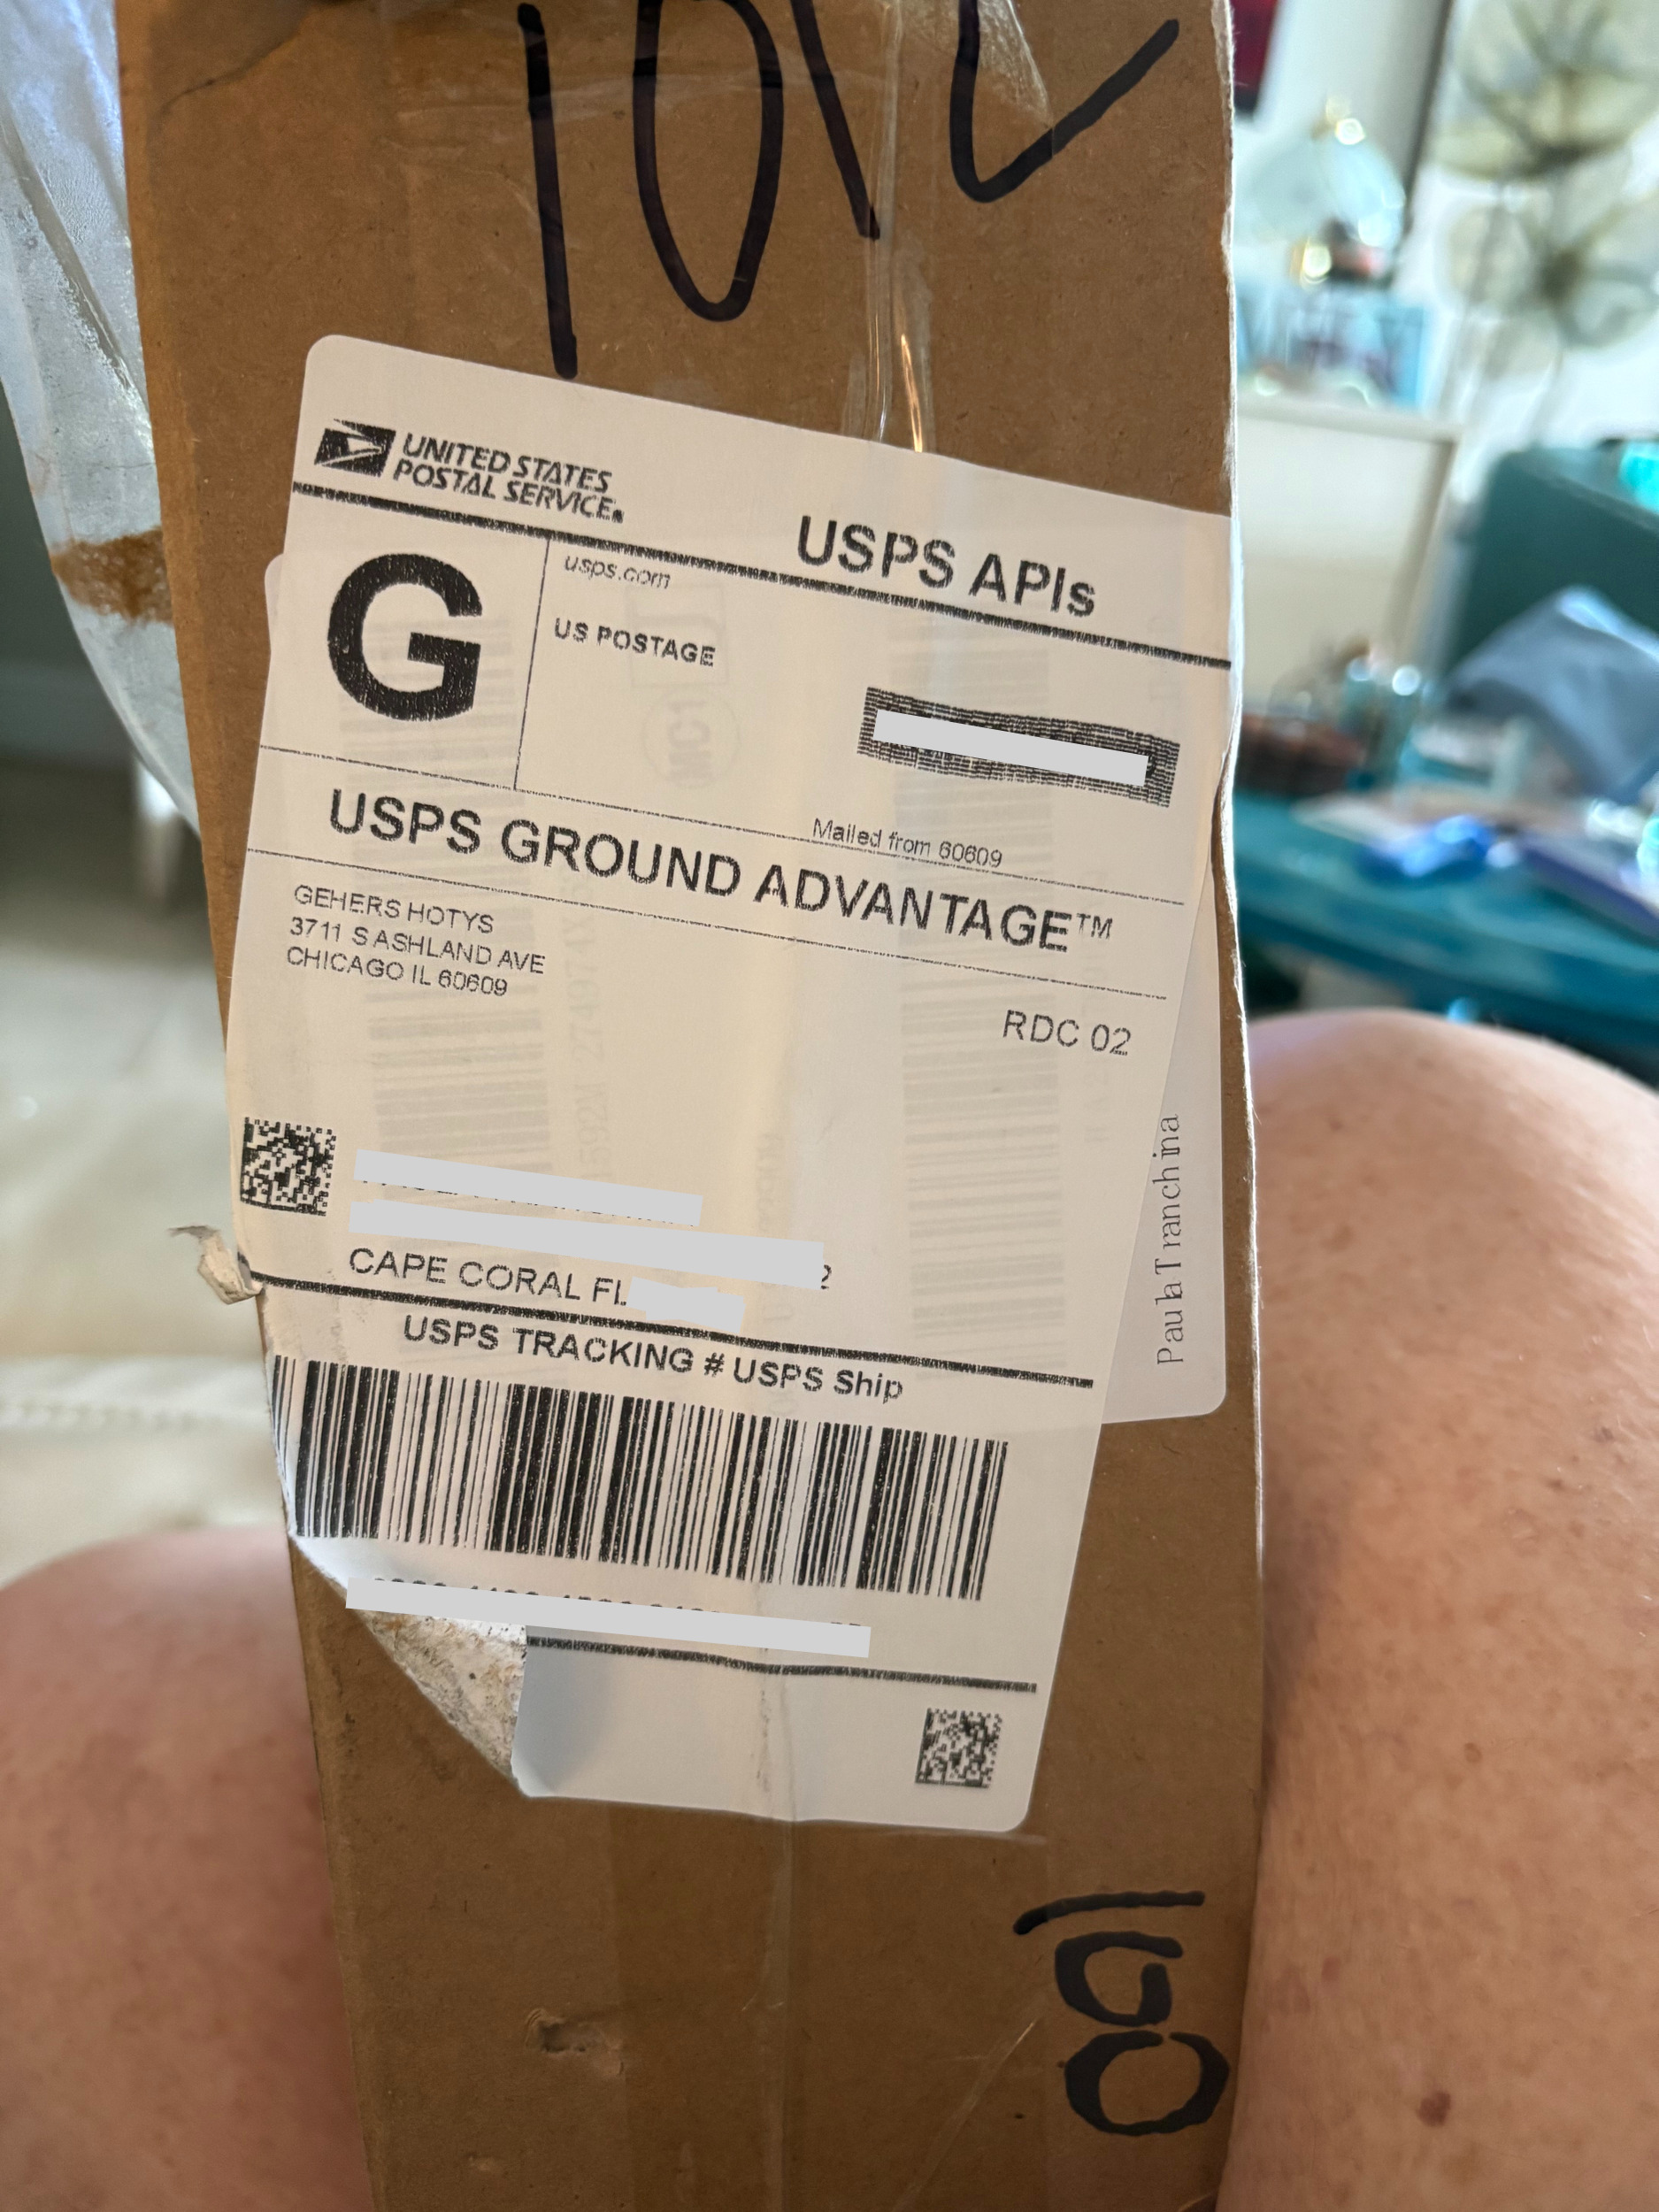 UNITED STATES
POSTAL SERVICE.
USPS APIs
G
usps.com
US POSTAGE
Mailed from 60609
USPS GROUND ADVANTAGE™
GEHERS HOTYS
3711 S ASHLAND AVE
CHICAGO IL 60609
RDC 02
CAPE CORAL FL
Paula Tranchina
USPS TRACKING # USPS Ship